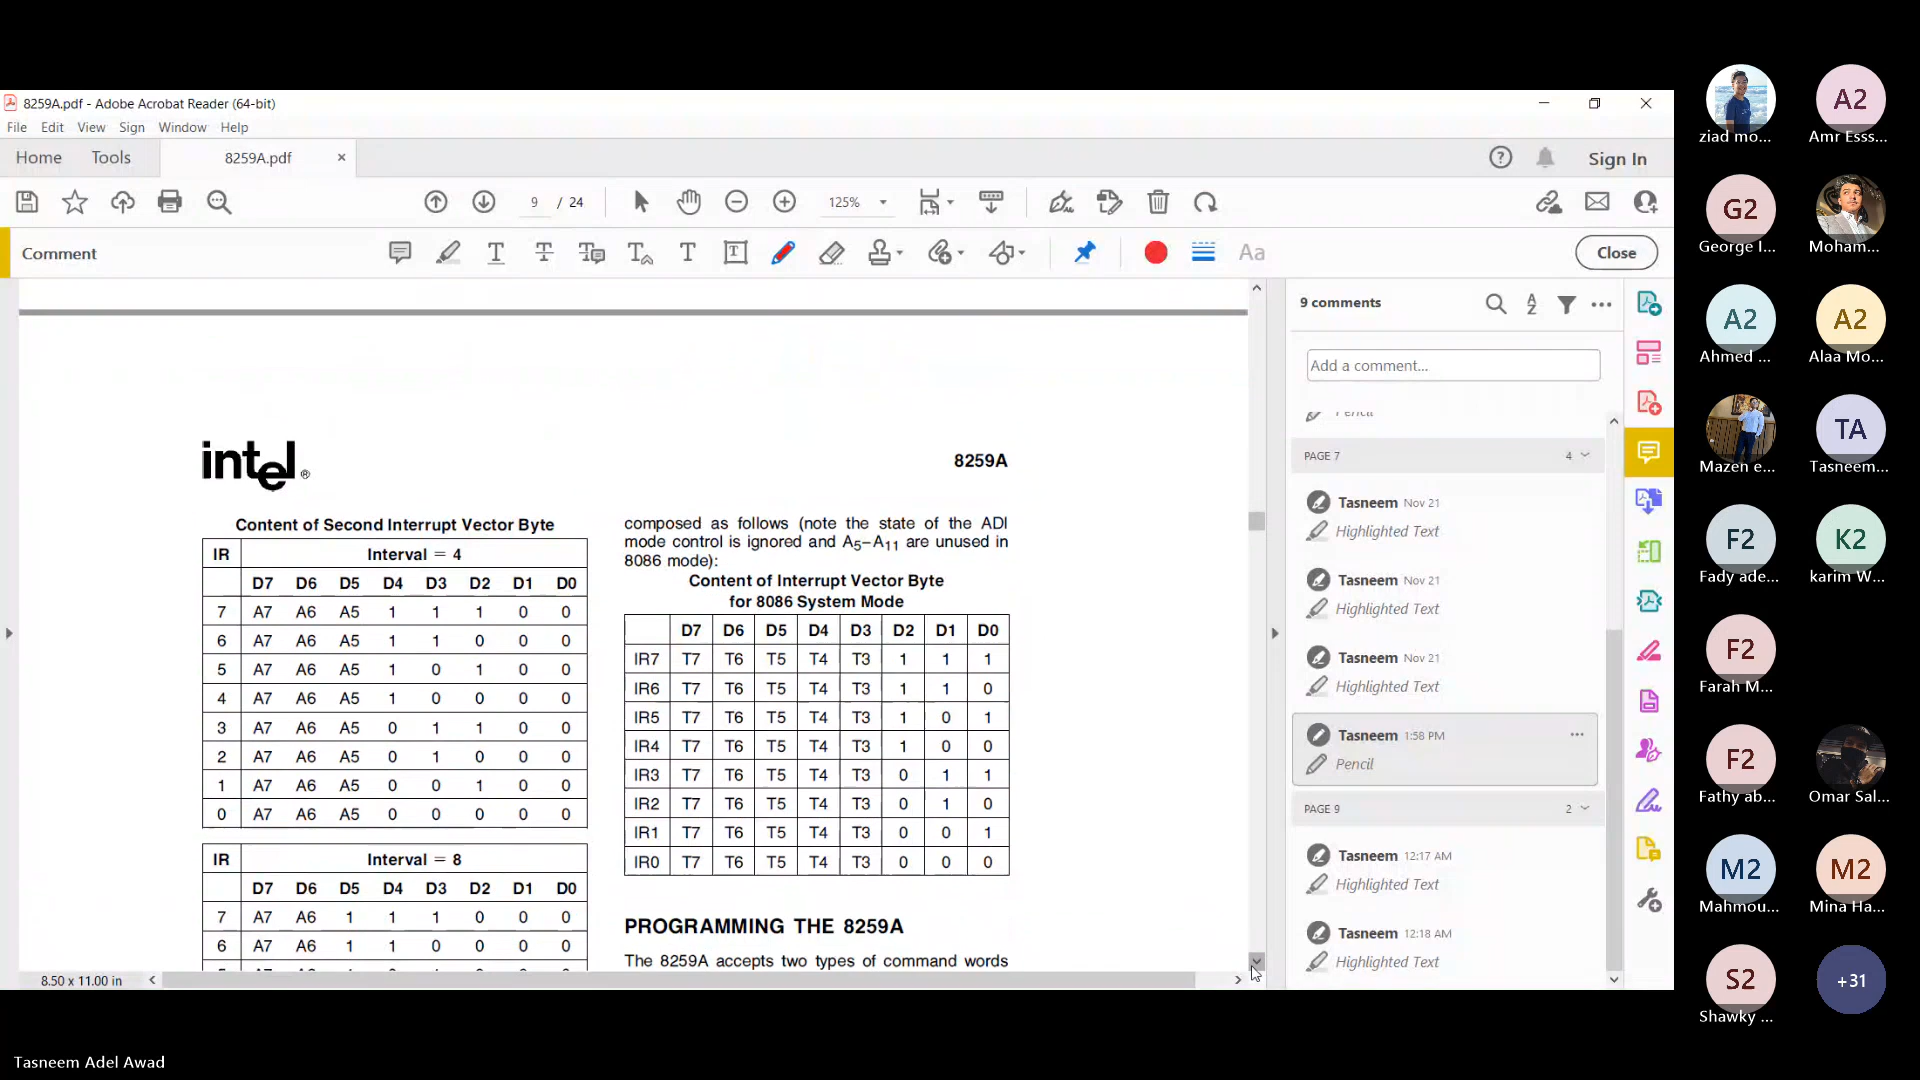 8259A.pdf - Adobe Acrobat Reader (64-bit)
File Edit View Sign Window Help
Home Tools 8259A.pdf Sign In
9 / 24 125%
Comment Aa Close
intel® 8259A
Content of Second Interrupt Vector Byte
IR Interval = 4
D7 D6 D5 D4 D3 D2 D1 D0
7 A7 A6 A5 1 1 1 0 0
6 A7 A6 A5 1 1 0 0 0
5 A7 A6 A5 1 0 1 0 0
4 A7 A6 A5 1 0 0 0 0
3 A7 A6 A5 0 1 1 0 0
2 A7 A6 A5 0 1 0 0 0
1 A7 A6 A5 0 0 1 0 0
0 A7 A6 A5 0 0 0 0 0
IR Interval = 8
D7 D6 D5 D4 D3 D2 D1 D0
7 A7 A6 1 1 1 0 0 0
6 A7 A6 1 1 0 0 0 0
composed as follows (note the state of the ADI
mode control is ignored and A5–A11 are unused in
8086 mode):
Content of Interrupt Vector Byte
for 8086 System Mode
D7 D6 D5 D4 D3 D2 D1 D0
IR7 T7 T6 T5 T4 T3 1 1 1
IR6 T7 T6 T5 T4 T3 1 1 0
IR5 T7 T6 T5 T4 T3 1 0 1
IR4 T7 T6 T5 T4 T3 1 0 0
IR3 T7 T6 T5 T4 T3 0 1 1
IR2 T7 T6 T5 T4 T3 0 1 0
IR1 T7 T6 T5 T4 T3 0 0 1
IR0 T7 T6 T5 T4 T3 0 0 0
PROGRAMMING THE 8259A
The 8259A accepts two types of command words
8.50 x 11.00 in
9 comments
Add a comment...
Pencil
PAGE 7 4
Tasneem Nov 21
Highlighted Text
Tasneem Nov 21
Highlighted Text
Tasneem Nov 21
Highlighted Text
Tasneem 1:58 PM
Pencil
PAGE 9 2
Tasneem 12:17 AM
Highlighted Text
Tasneem 12:18 AM
Highlighted Text
A2
ziad mo... Amr Esss...
G2
George I... Moham...
A2 A2
Ahmed ... Alaa Mo...
TA
Mazen e... Tasneem...
F2 K2
Fady ade... karim W...
F2
Farah M...
F2
Fathy ab... Omar Sal...
M2 M2
Mahmou... Mina Ha...
S2 +31
Shawky ...
Tasneem Adel Awad